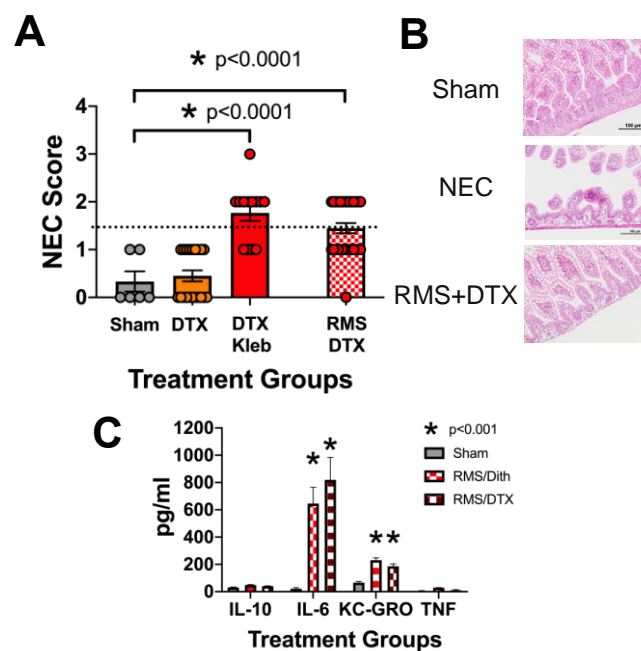 A
* p<0.0001
* p<0.0001
NEC Score
4
3
2
1
0
Sham
DTX
DTX
Kleb
RMS
DTX
Treatment Groups
B
Sham
100 µm
NEC
RMS+DTX
C
* p<0.001
Sham
RMS/Dith
RMS/DTX
pg/ml
1200
1000
800
600
400
200
0
* *
**
IL-10
IL-6
KC-GRO
TNF
Treatment Groups